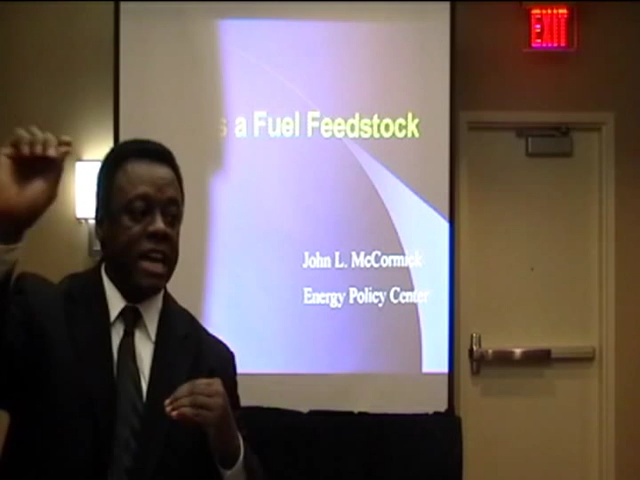 EXIT
s a Fuel Feedstock
John L. McCormick
Energy Policy Center